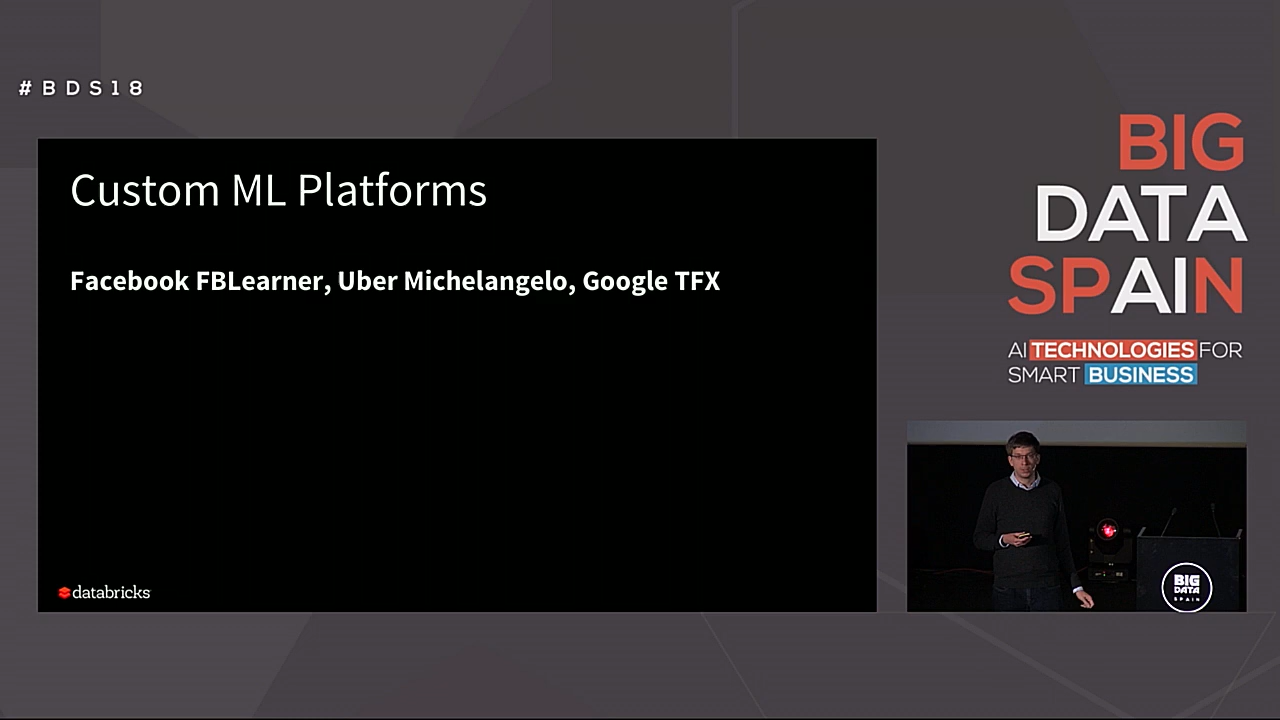 #BDS18
Custom ML Platforms
Facebook FBLearner, Uber Michelangelo, Google TFX
databricks
BIG
DATA
SPAIN
AI TECHNOLOGIES FOR
SMART BUSINESS
BIG
DATA
SPAIN